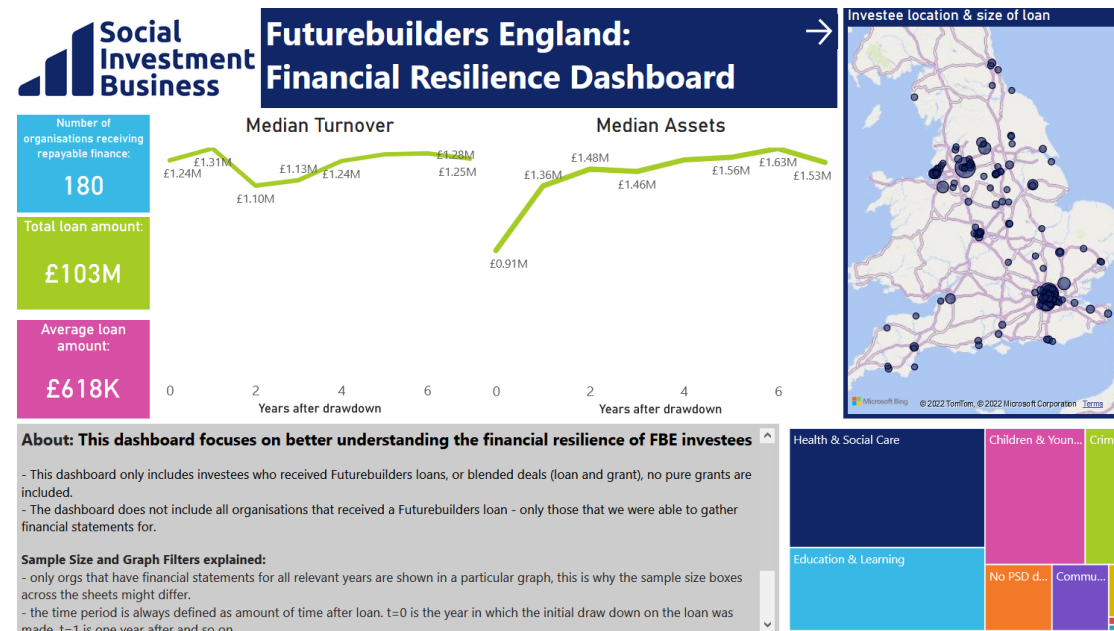 Social
Investment
Business
Futurebuilders England:
Financial Resilience Dashboard
Investee location & size of loan
Number of
organisations receiving
repayable finance:
180
Total loan amount:
£103M
Average loan
amount:
£618K
Median Turnover
£1.24M
£1.31M
£1.10M
£1.13M
£1.24M
£1.28M
£1.25M
0 2 4 6
Years after drawdown
Median Assets
£0.91M
£1.36M
£1.48M
£1.46M
£1.56M
£1.63M
£1.53M
0 2 4 6
Years after drawdown
Microsoft Bing
© 2022 TomTom, © 2022 Microsoft Corporation Terms
About: This dashboard focuses on better understanding the financial resilience of FBE investees
- This dashboard only includes investees who received Futurebuilders loans, or blended deals (loan and grant), no pure grants are
included.
- The dashboard does not include all organisations that received a Futurebuilders loan - only those that we were able to gather
financial statements for.
Sample Size and Graph Filters explained:
- only orgs that have financial statements for all relevant years are shown in a particular graph, this is why the sample size boxes
across the sheets might differ.
- the time period is always defined as amount of time after loan. t=0 is the year in which the initial draw down on the loan was
made, t=1 is one year after and so on
Health & Social Care
Children & Youn...
Crim
Education & Learning
No PSD d...
Commu...